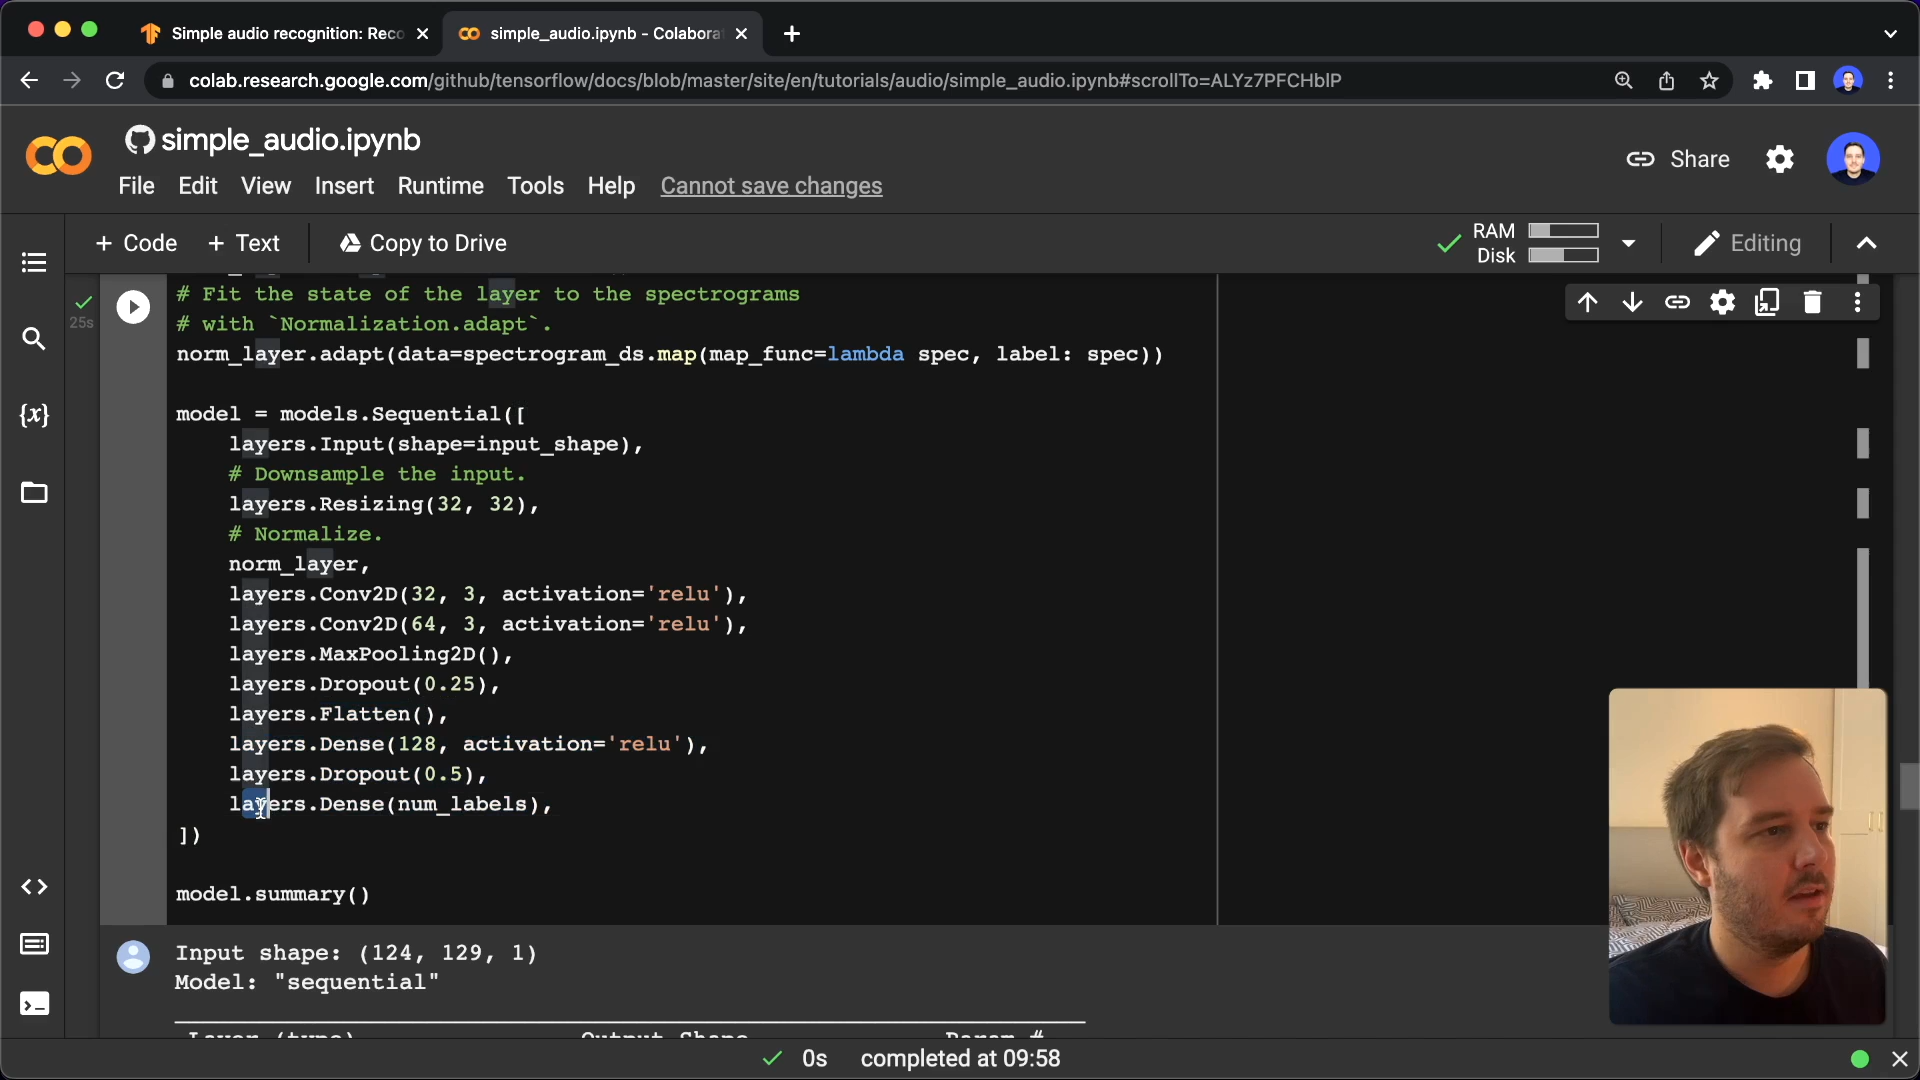 Simple audio recognition: Reco
simple_audio.ipynb - Colabora
colab.research.google.com/github/tensorflow/docs/blob/master/site/en/tutorials/audio/simple_audio.ipynb#scrollTo=ALYz7PFCHblP
simple_audio.ipynb
Share
File Edit View Insert Runtime Tools Help Cannot save changes
+ Code + Text Copy to Drive
RAM
Disk
Editing
25s
# Fit the state of the layer to the spectrograms
# with `Normalization.adapt`.
norm_layer.adapt(data=spectrogram_ds.map(map_func=lambda spec, label: spec))
model = models.Sequential([
layers.Input(shape=input_shape),
# Downsample the input.
layers.Resizing(32, 32),
# Normalize.
norm_layer,
layers.Conv2D(32, 3, activation='relu'),
layers.Conv2D(64, 3, activation='relu'),
layers.MaxPooling2D(),
layers.Dropout(0.25),
layers.Flatten(),
layers.Dense(128, activation='relu'),
layers.Dropout(0.5),
layers.Dense(num_labels),
])
model.summary()
Input shape: (124, 129, 1)
Model: "sequential"
Layer (type) Output Shape Param #
0s completed at 09:58